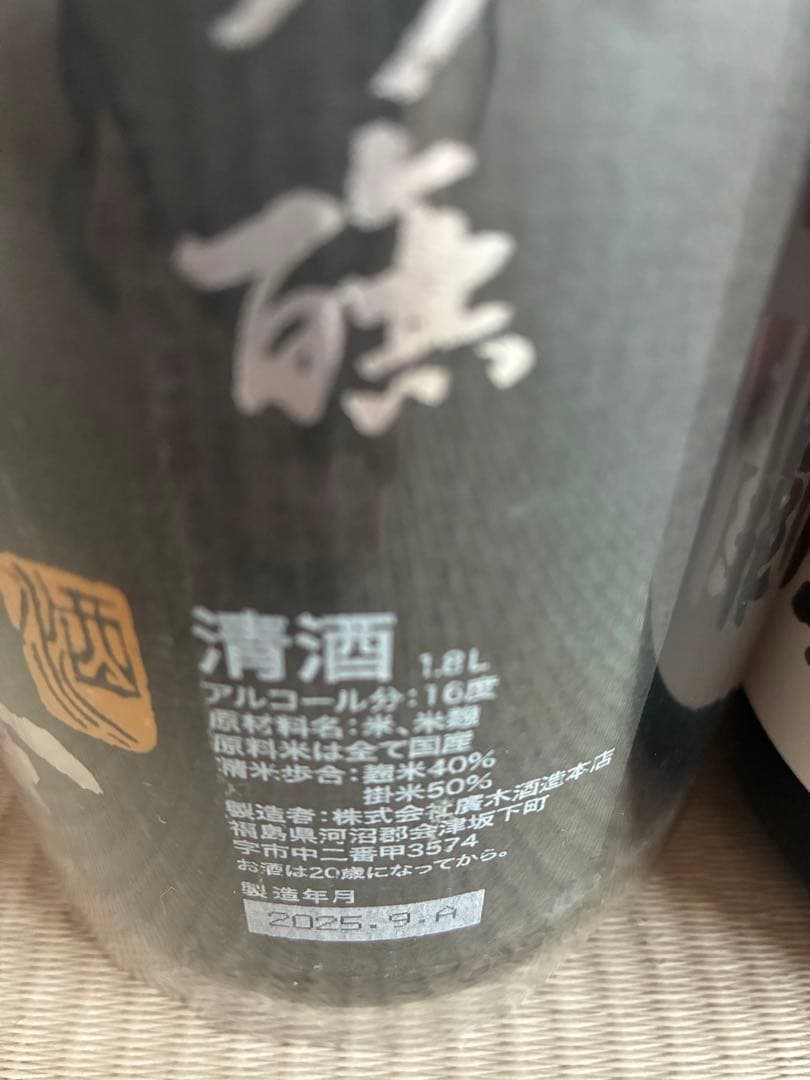 醸
酒
清酒 1.8L
アルコール分:16度
原材料名:米、米麹
原料米は全て国産
精米歩合:麹米40%
掛米50%
製造者:株式会社廣木酒造本店
福島県河沼郡会津坂下町
字市中二番甲3574
お酒は20歳になってから。
製造年月
2025.9.A